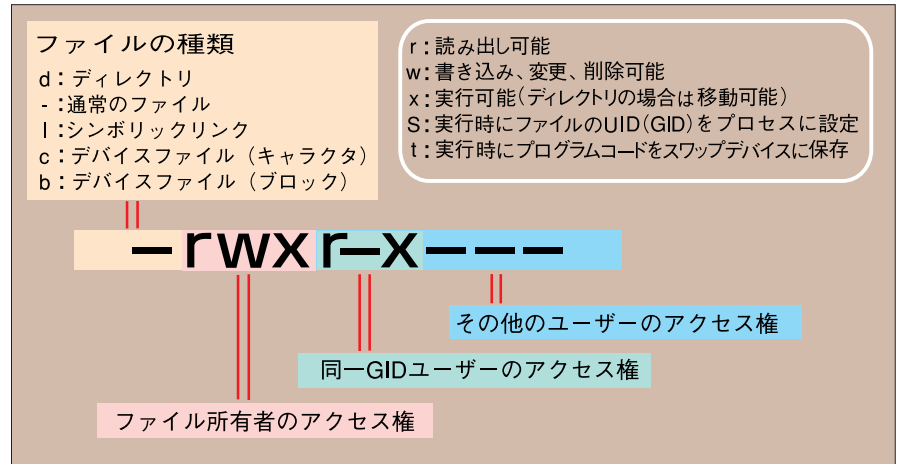 ファイルの種類
d：ディレクトリ
-：通常のファイル
l：シンボリックリンク
c：デバイスファイル（キャラクタ）
b：デバイスファイル（ブロック）
r：読み出し可能
w：書き込み、変更、削除可能
x：実行可能（ディレクトリの場合は移動可能）
S：実行時にファイルのUID（GID）をプロセスに設定
t：実行時にプログラムコードをスワップデバイスに保存
-rwxr-x---
その他のユーザーのアクセス権
同一GIDユーザーのアクセス権
ファイル所有者のアクセス権